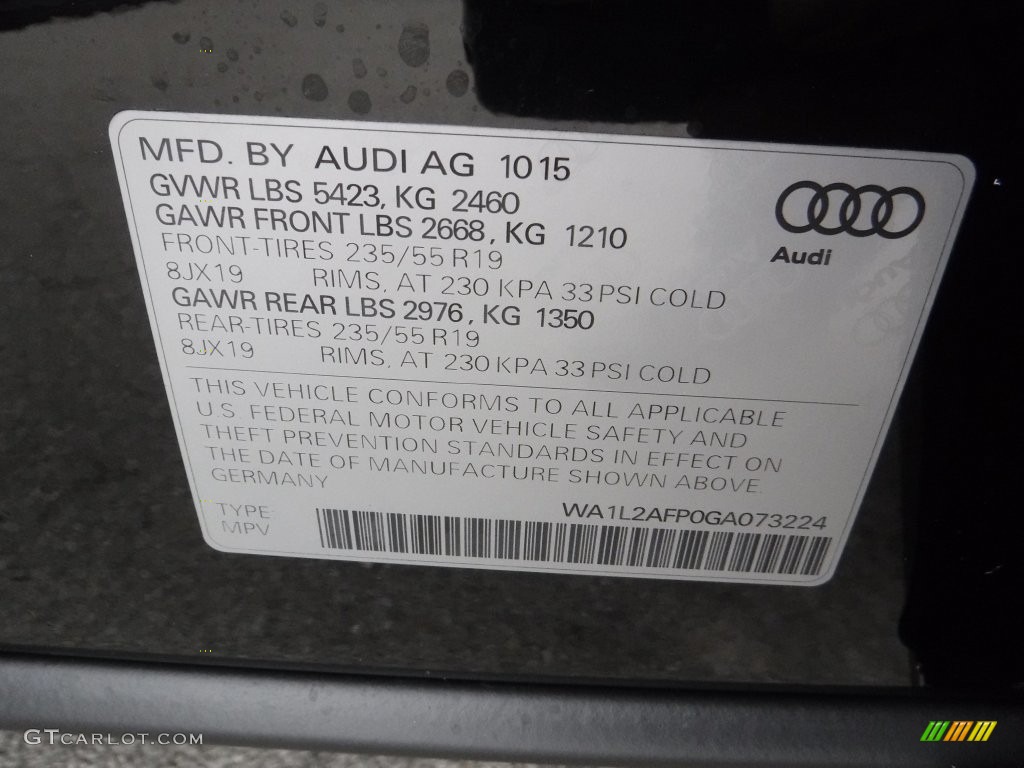 MFD. BY AUDI AG 10 15
GVWR LBS 5423, KG 2460
GAWR FRONT LBS 2668, KG 1210
FRONT-TIRES 235/55 R19
8JX19 RIMS, AT 230 KPA 33 PSI COLD
GAWR REAR LBS 2976, KG 1350
REAR-TIRES 235/55 R19
8JX19 RIMS, AT 230 KPA 33 PSI COLD
Audi
THIS VEHICLE CONFORMS TO ALL APPLICABLE
U.S. FEDERAL MOTOR VEHICLE SAFETY AND
THEFT PREVENTION STANDARDS IN EFFECT ON
THE DATE OF MANUFACTURE SHOWN ABOVE.
GERMANY
TYPE WA1L2AFP0GA073224
MPV
GTCARLOT.COM